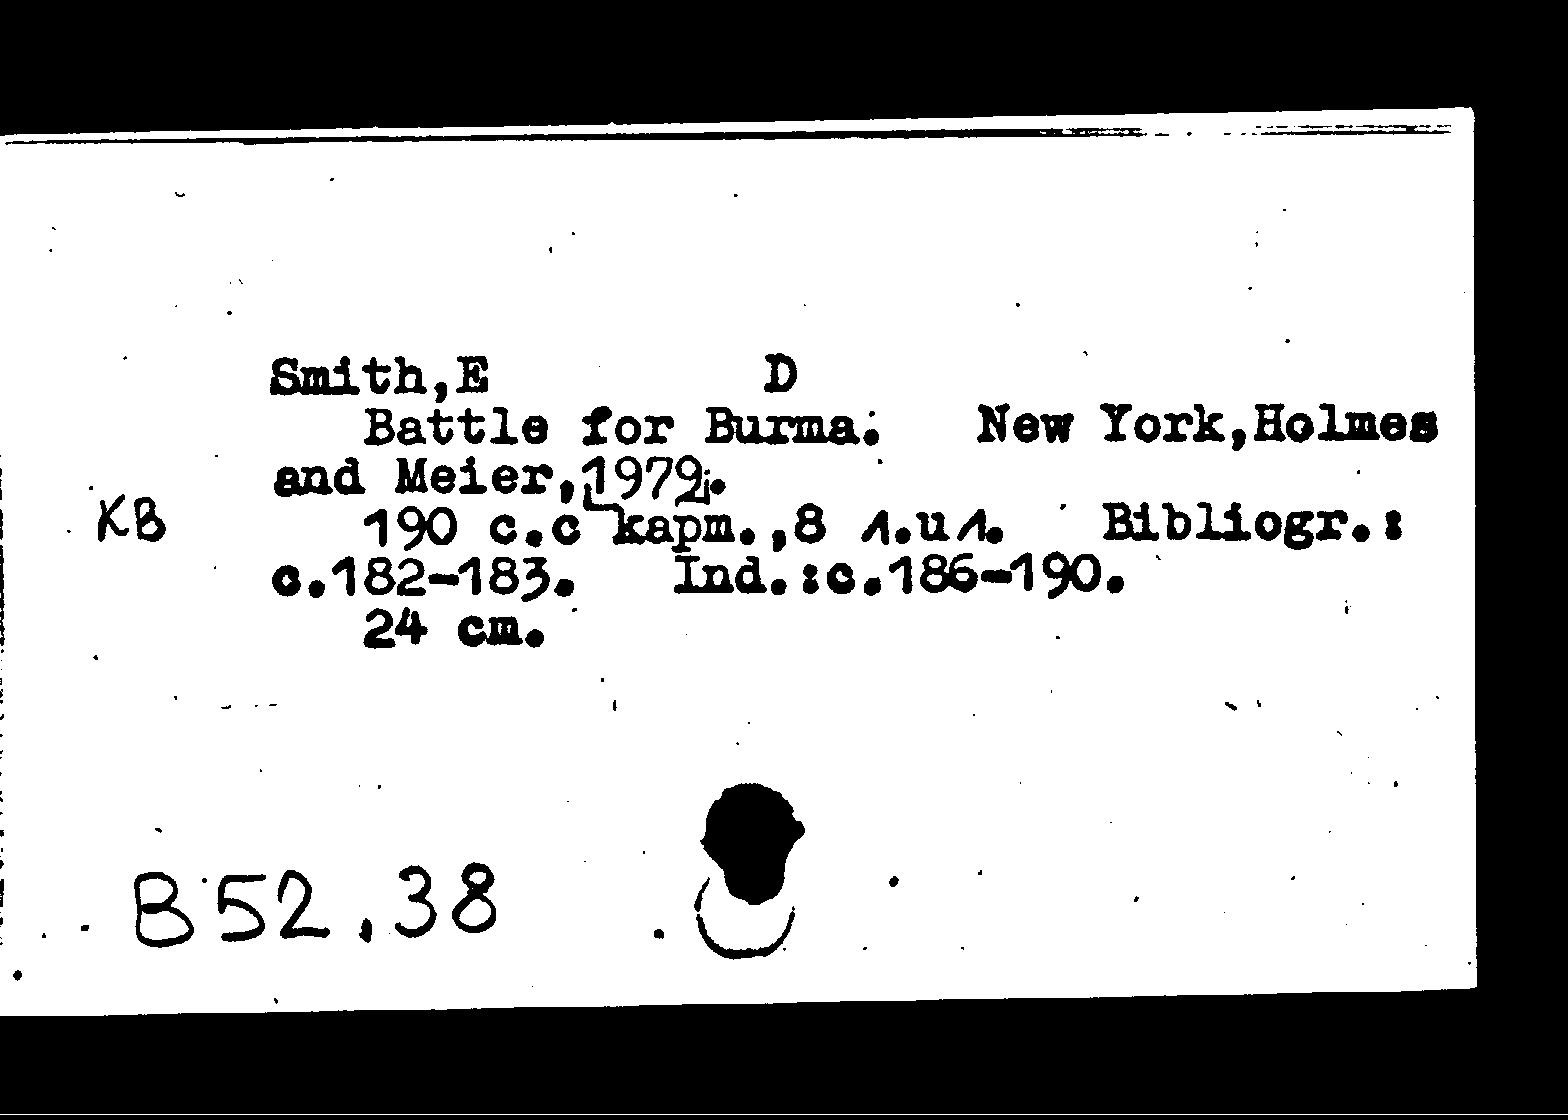 Smith,E D
Battle for Burma. New York,Holmes
and Meier,1979.
KB
190 c.c карт.,8 л.ил. Bibliogr.:
c.182-183. Ind.:c.186-190.
24 cm.
B52.38